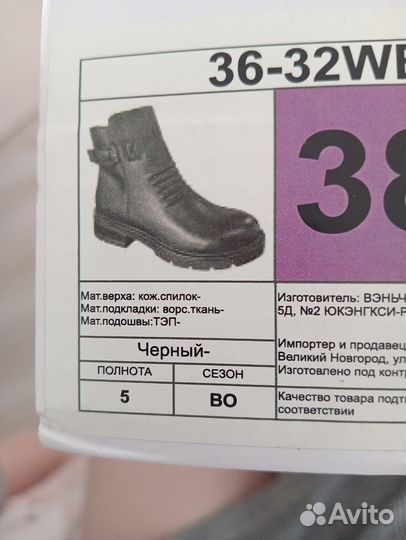 36-32WE
38
Мат.верха: кож.спилок-
Мат.подкладки: ворс.ткань-
Мат.подошвы:ТЭП-
Изготовитель: ВЭНЬЧ
5Д, №2 ЮКЭНГКСИ-Р
Черный-
Импортер и продавец
Великий Новгород, ул
Изготовлено под конт
ПОЛНОТА
СЕЗОН
5
ВО
Качество товара подт
соответствии
Avito